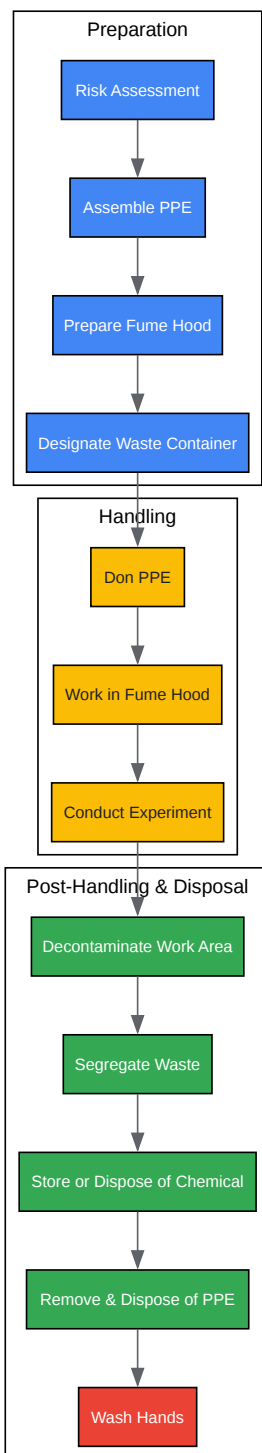 Preparation
Risk Assessment
Assemble PPE
Prepare Fume Hood
Designate Waste Container
Handling
Don PPE
Work in Fume Hood
Conduct Experiment
Post-Handling & Disposal
Decontaminate Work Area
Segregate Waste
Store or Dispose of Chemical
Remove & Dispose of PPE
Wash Hands